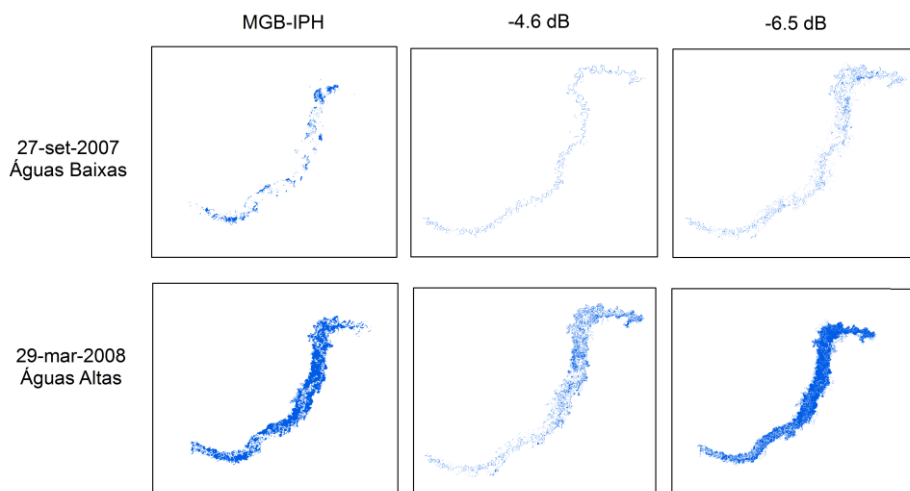 MGB-IPH
-4.6 dB
-6.5 dB
27-set-2007
Águas Baixas
29-mar-2008
Águas Altas